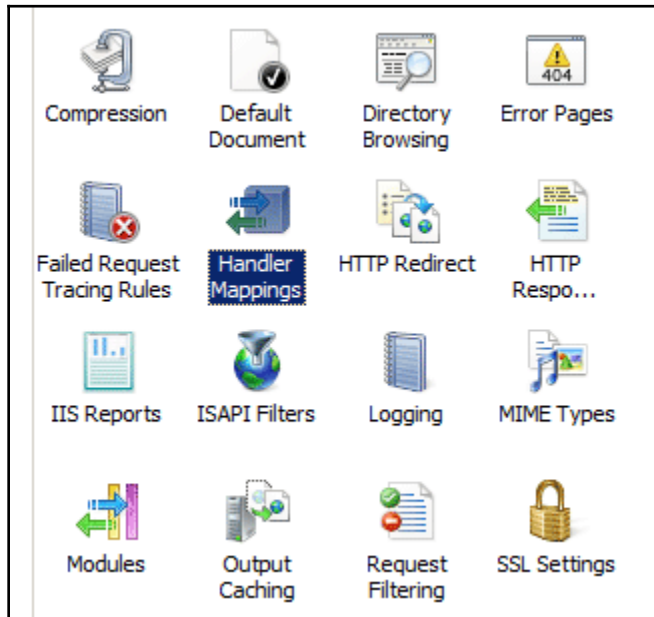 404
Compression
Default
Document
Directory
Browsing
Error Pages
Failed Request
Tracing Rules
Handler
Mappings
HTTP Redirect
HTTP
Respo...
IIS Reports
ISAPI Filters
Logging
MIME Types
Modules
Output
Caching
Request
Filtering
SSL Settings